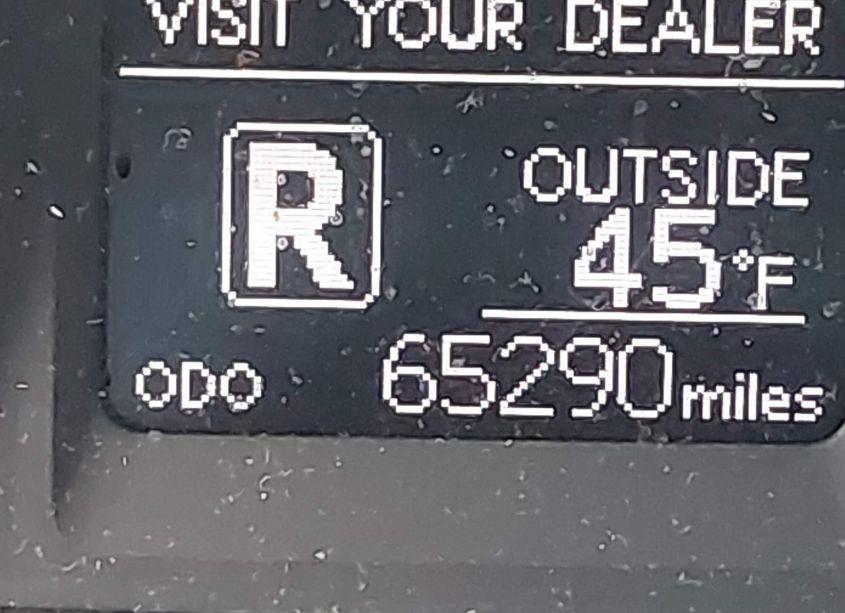 VISIT YOUR DEALER
R
OUTSIDE
45°F
ODO 65290 miles